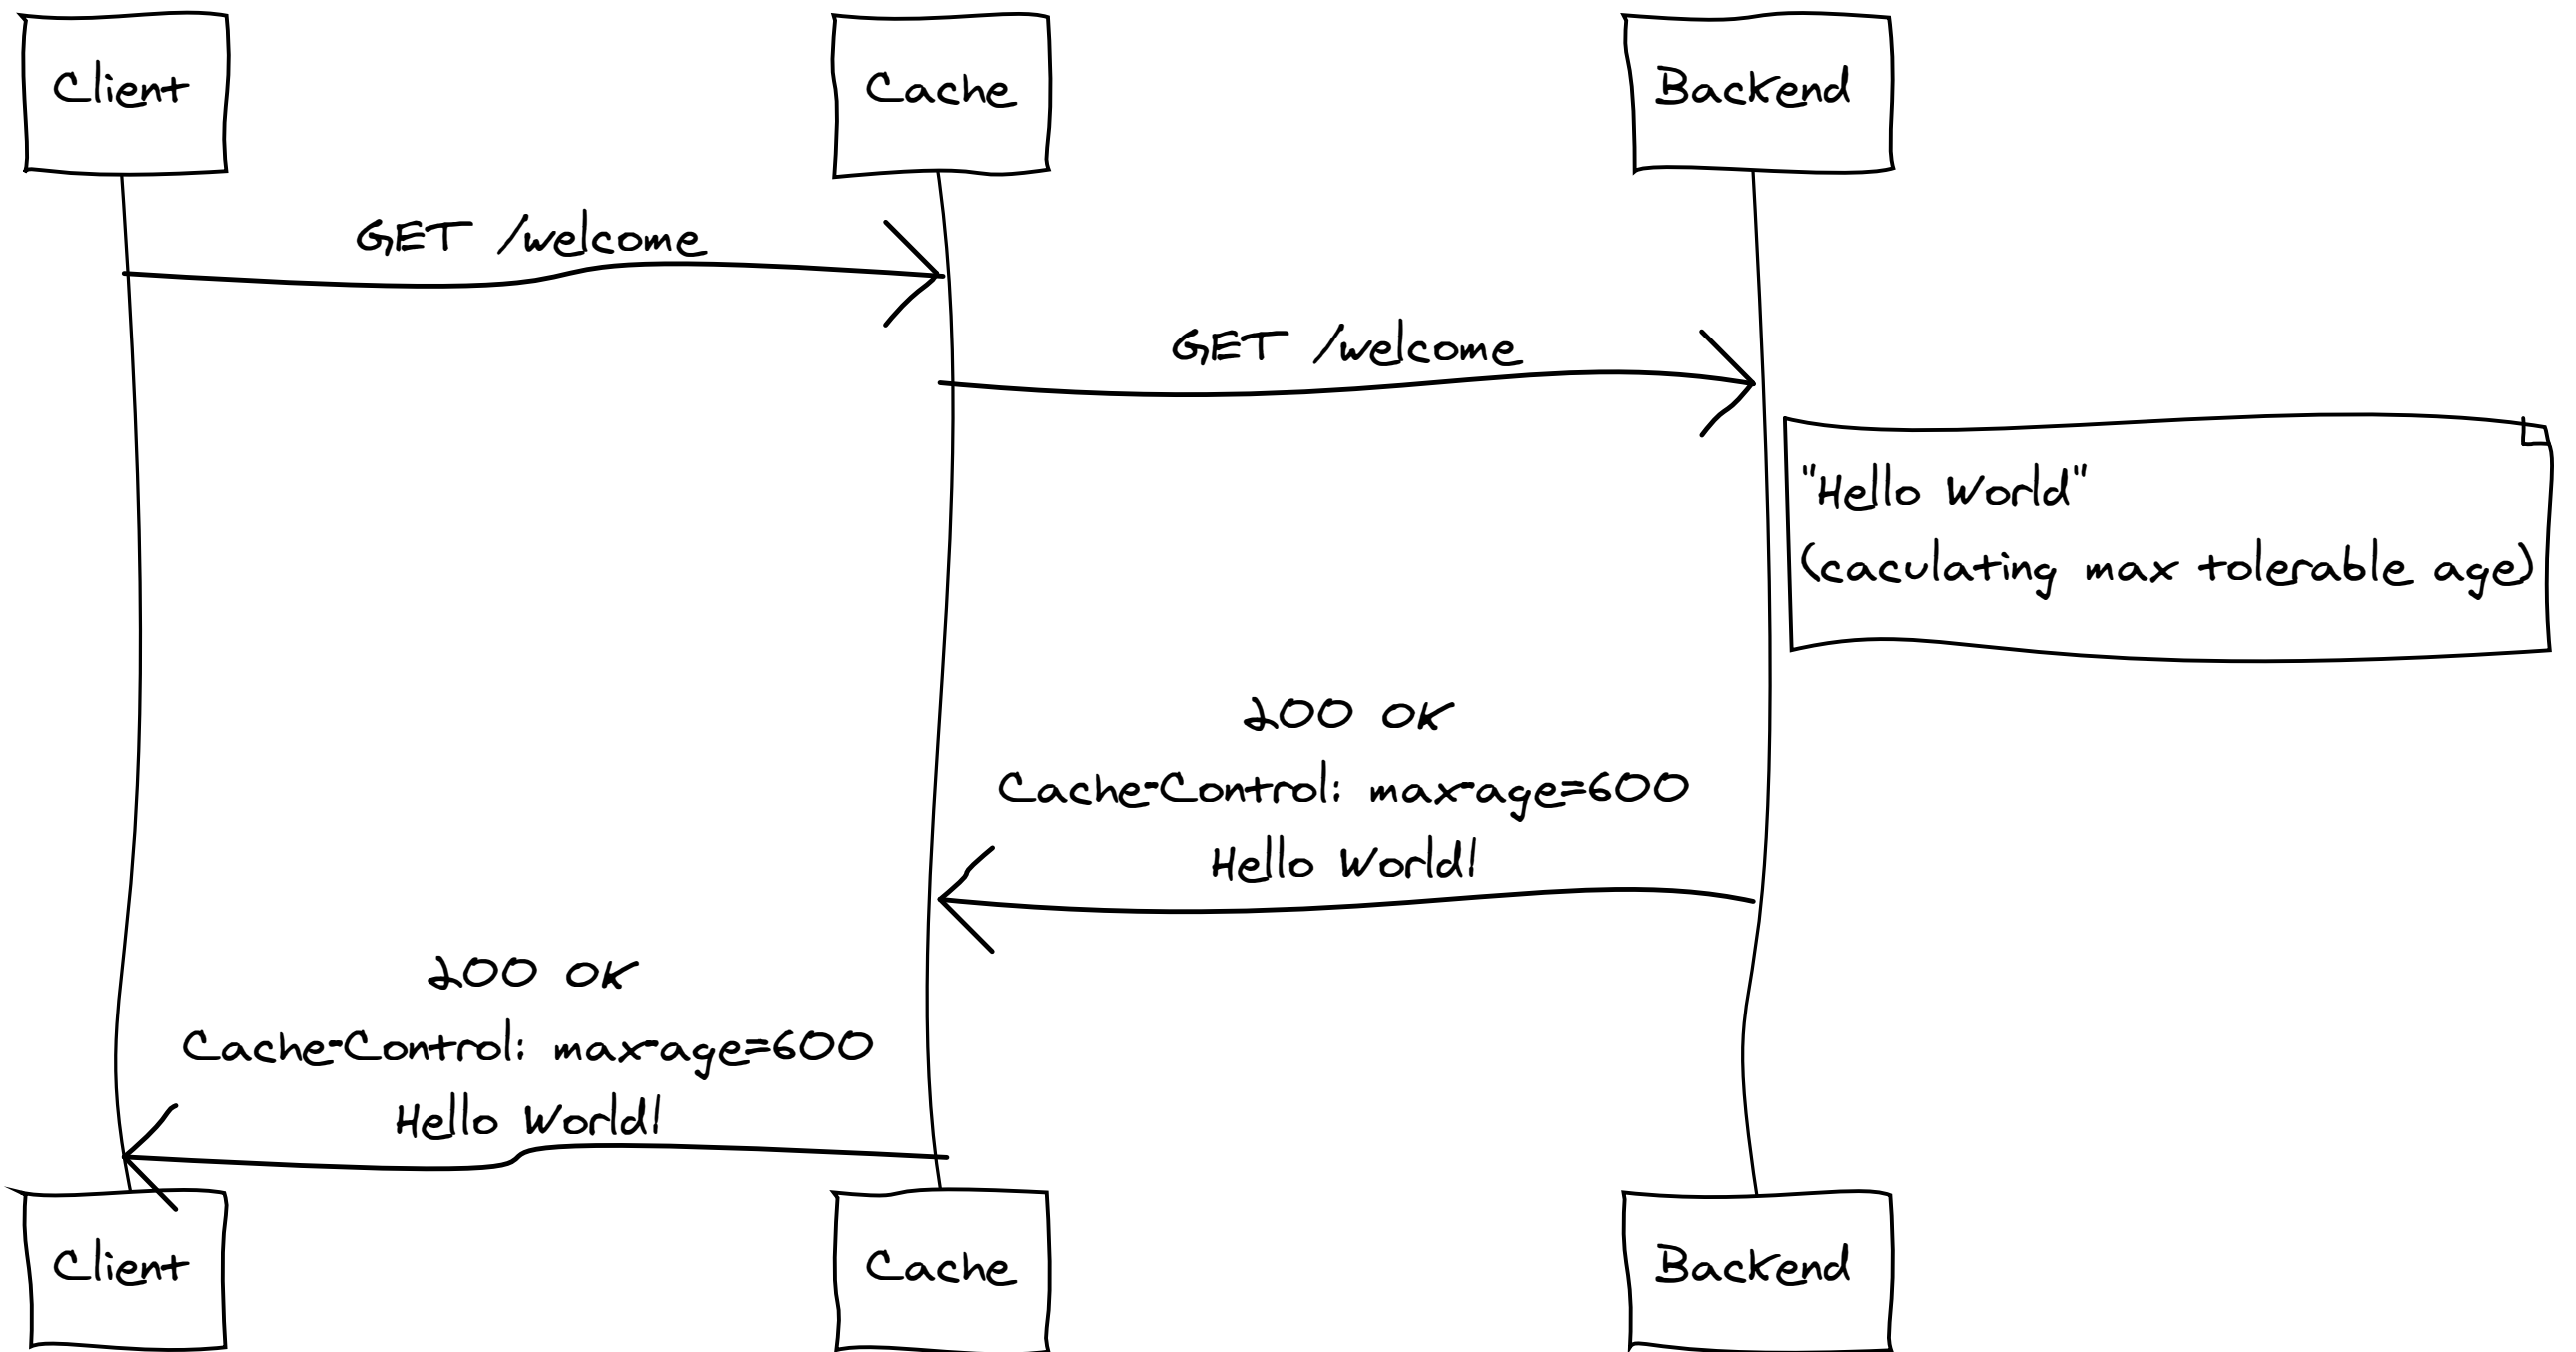 Client
Cache
Backend
GET /welcome
GET /welcome
"Hello World"
(caculating max tolerable age)
200 OK
Cache-Control: max-age=600
Hello World!
200 OK
Cache-Control: max-age=600
Hello World!
Client
Cache
Backend